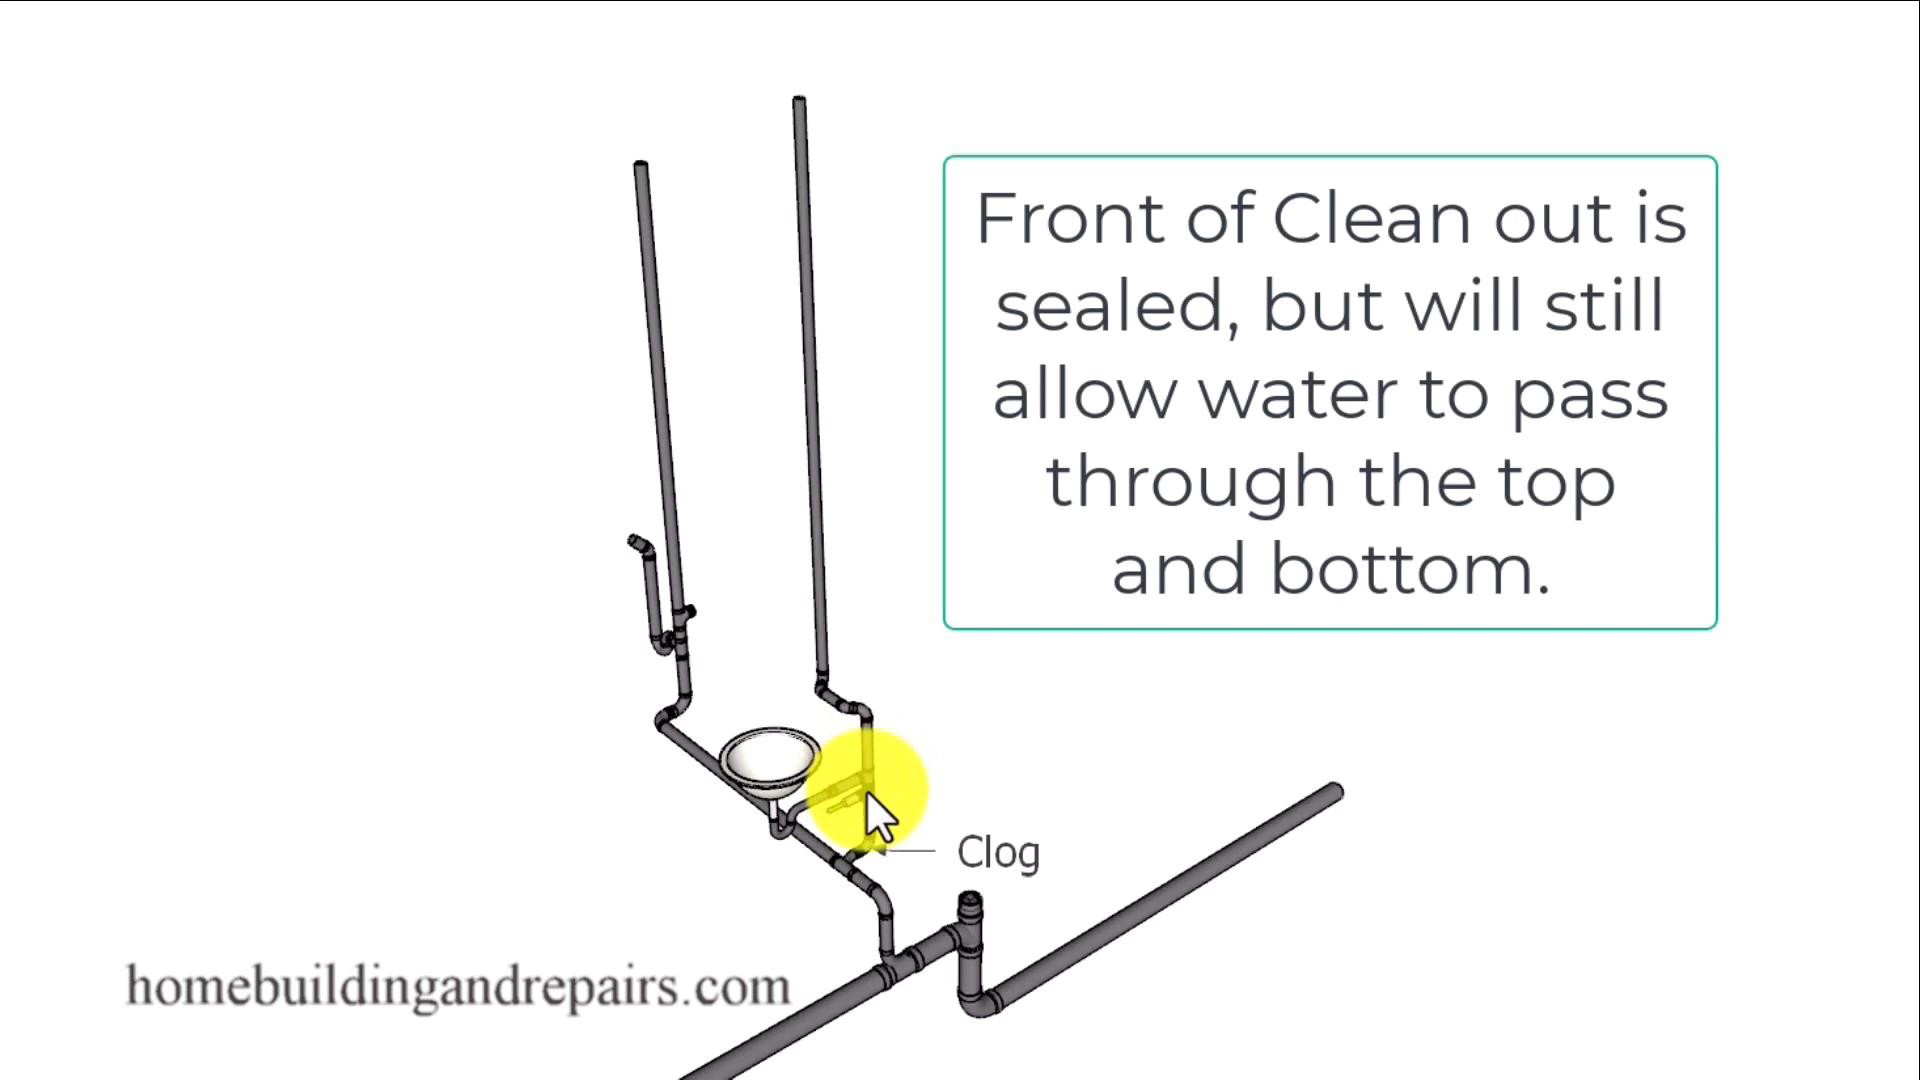 Front of Clean out is
sealed, but will still
allow water to pass
through the top
and bottom.
Clog
homebuildingandrepairs.com